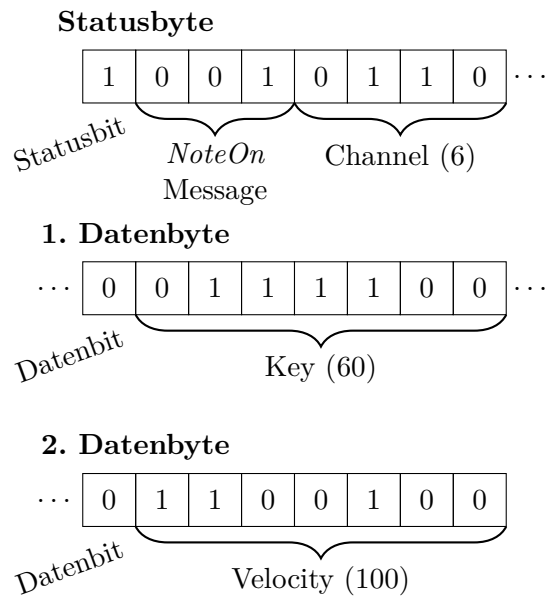 Statusbyte
1 0 0 1 0 1 1 0 ...
Statusbit
NoteOn
Message
Channel (6)
1. Datenbyte
... 0 0 1 1 1 1 0 0 ...
Datenbit
Key (60)
2. Datenbyte
... 0 1 1 0 0 1 0 0
Datenbit
Velocity (100)